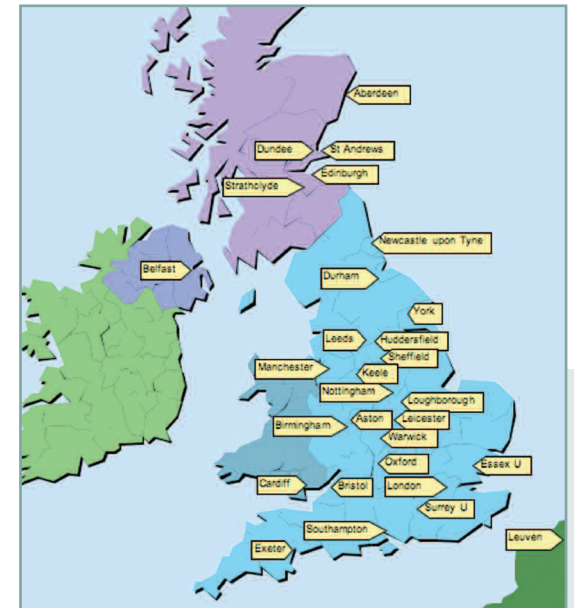 Aberdeen
Dundee
St Andrews
Edinburgh
Strathclyde
Newcastle upon Tyne
Belfast
Durham
York
Leeds
Huddersfield
Sheffield
Manchester
Keele
Nottingham
Loughborough
Aston
Leicester
Birmingham
Warwick
Oxford
Essex U
Cardiff
Bristol
London
Surrey U
Southampton
Leuven
Exeter